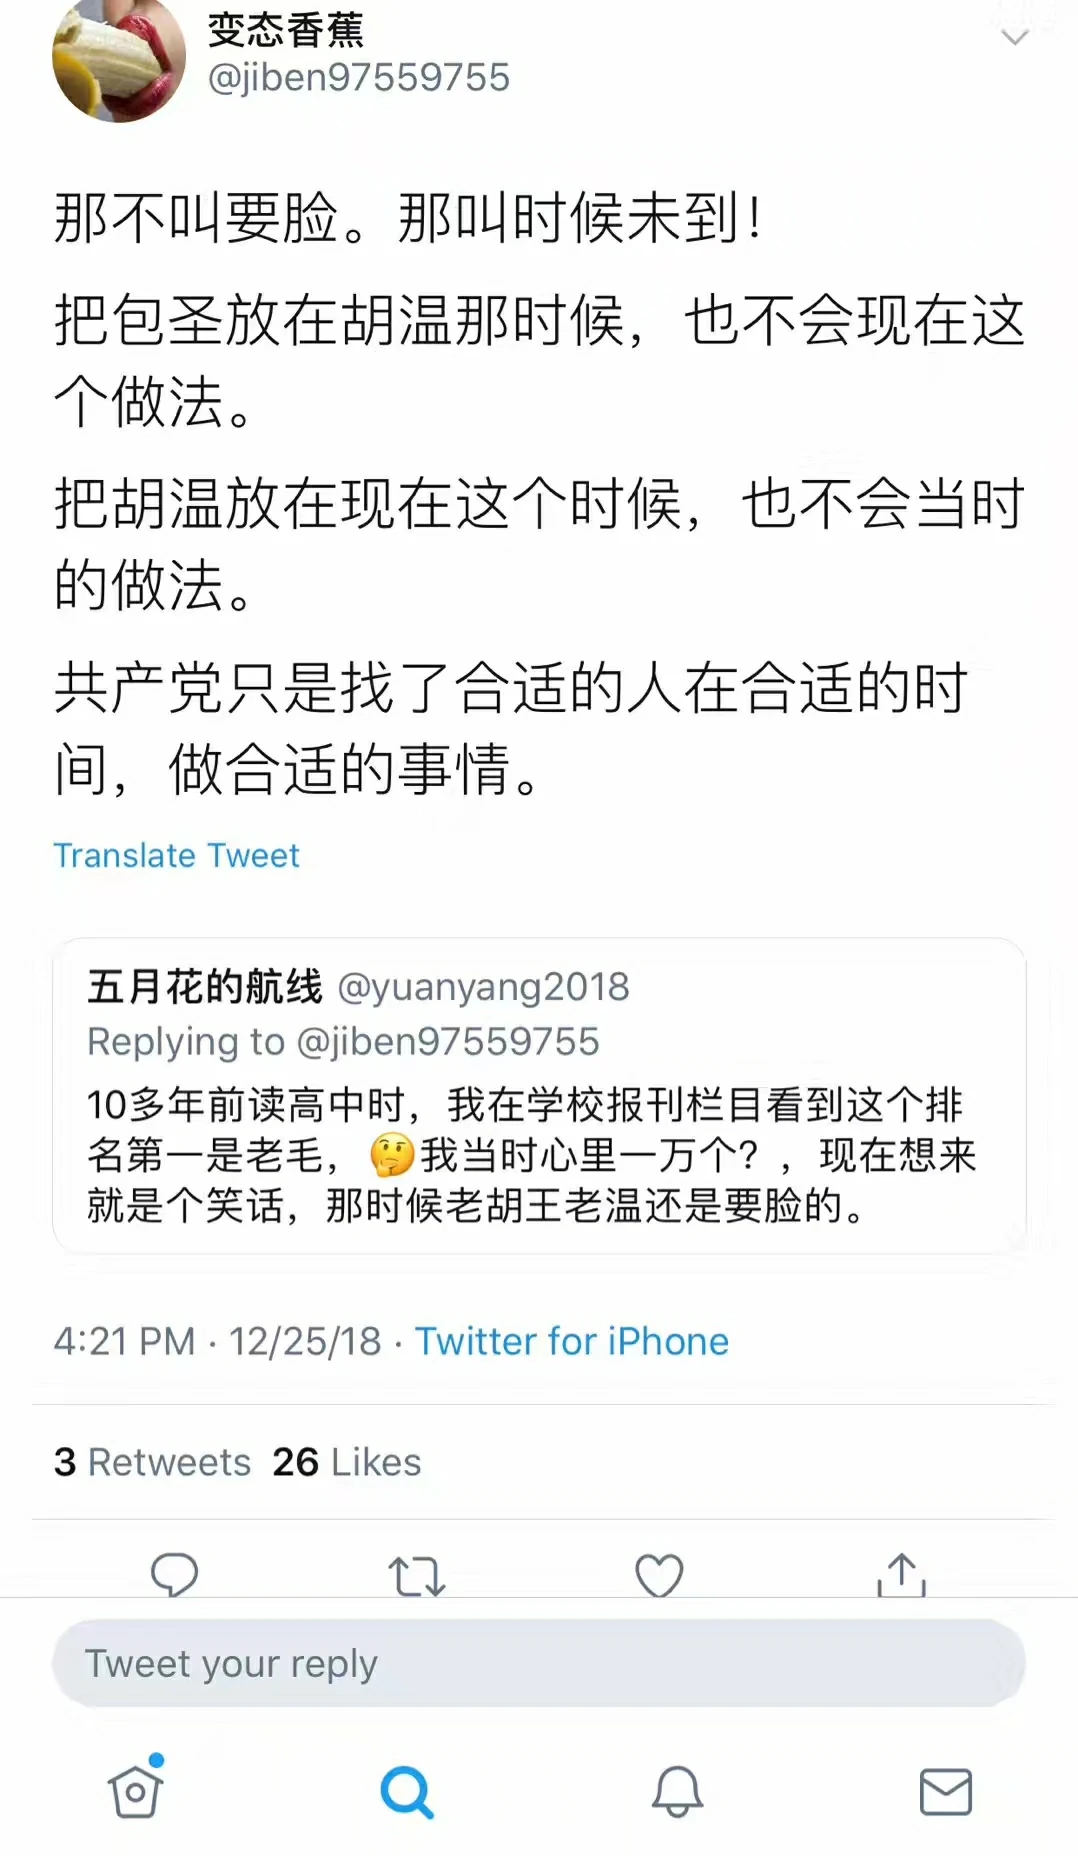 变态香蕉
@jiben97559755
那不叫要脸。那叫时候未到！
把包圣放在胡温那时候，也不会现在这
个做法。
把胡温放在现在这个时候，也不会当时
的做法。
共产党只是找了合适的人在合适的时
间，做合适的事情。
Translate Tweet
五月花的航线 @yuanyang2018
Replying to @jiben97559755
10多年前读高中时，我在学校报刊栏目看到这个排
名第一是老毛，🤔我当时心里一万个？，现在想来
就是个笑话，那时候老胡王老温还是要脸的。
4:21 PM · 12/25/18 · Twitter for iPhone
3 Retweets 26 Likes
Tweet your reply